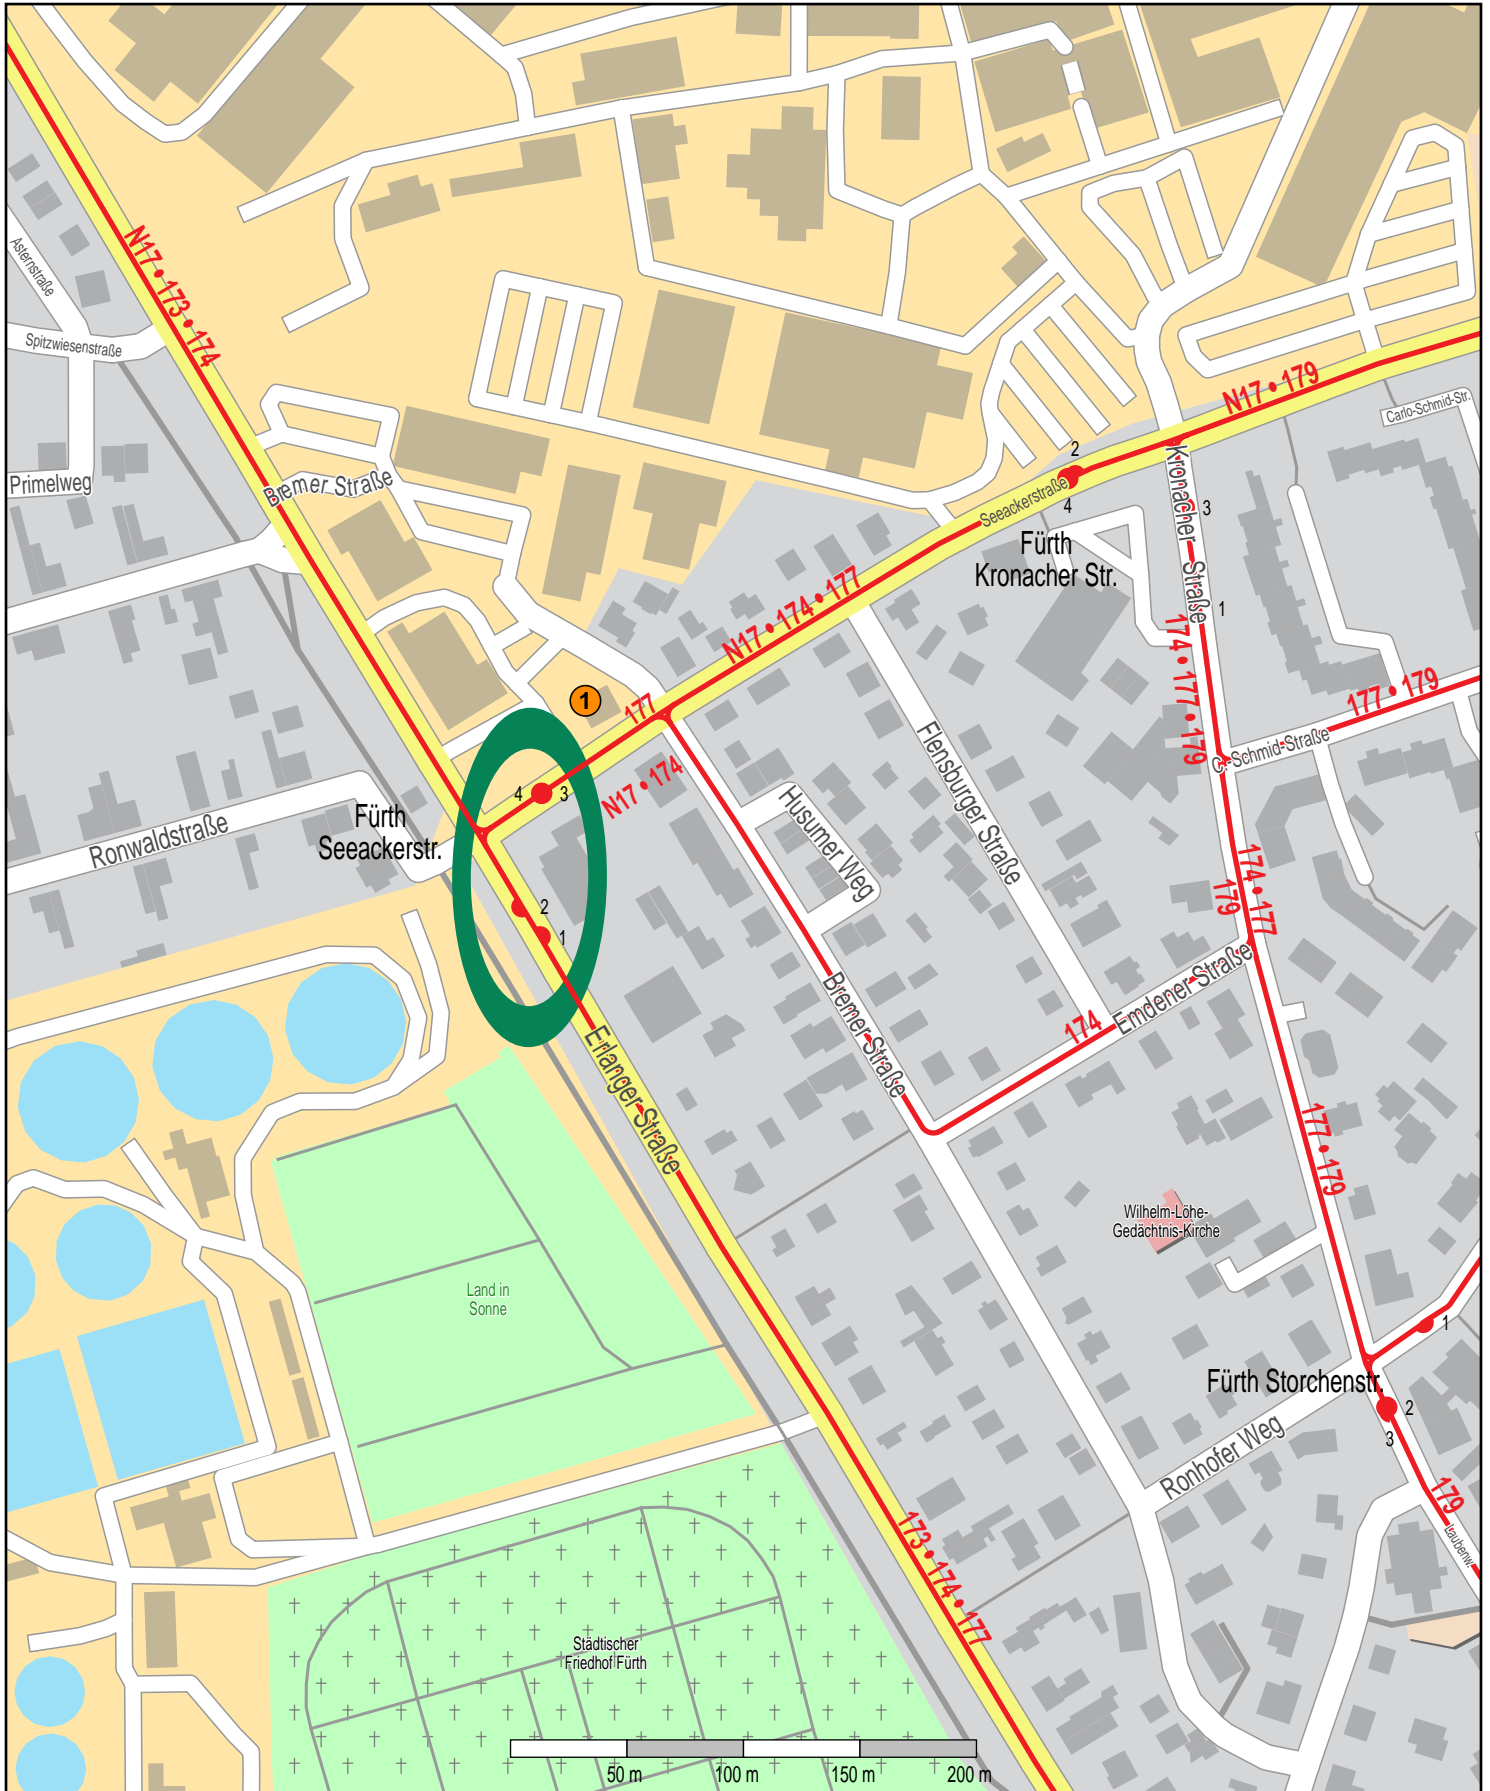 Asternstraße
N17•173•174
Spitzwiesenstraße
N17•179
Carlo-Schmid-Str.
2
Primelweg
Bremer Straße
Seeackerstraße
4
Kronacher Straße
3
Fürth
Kronacher Str.
1
N17•174•177
174•177•179
177•179
1
177
Flensburger Straße
C.-Schmid-Straße
4
3
N17•174
Husumer Weg
Fürth
Seeackerstr.
Ronwaldstraße
174•177
179
2
1
Bremer Straße
Emdener Straße
174
Erlanger Straße
177•179
Wilhelm-Löhe-
Gedächtnis-Kirche
Land in
Sonne
1
Fürth Storchenstr.
2
3
Ronhofer Weg
179
Laubenw.
173•174•177
Städtischer
Friedhof Fürth
50 m
100 m
150 m
200 m